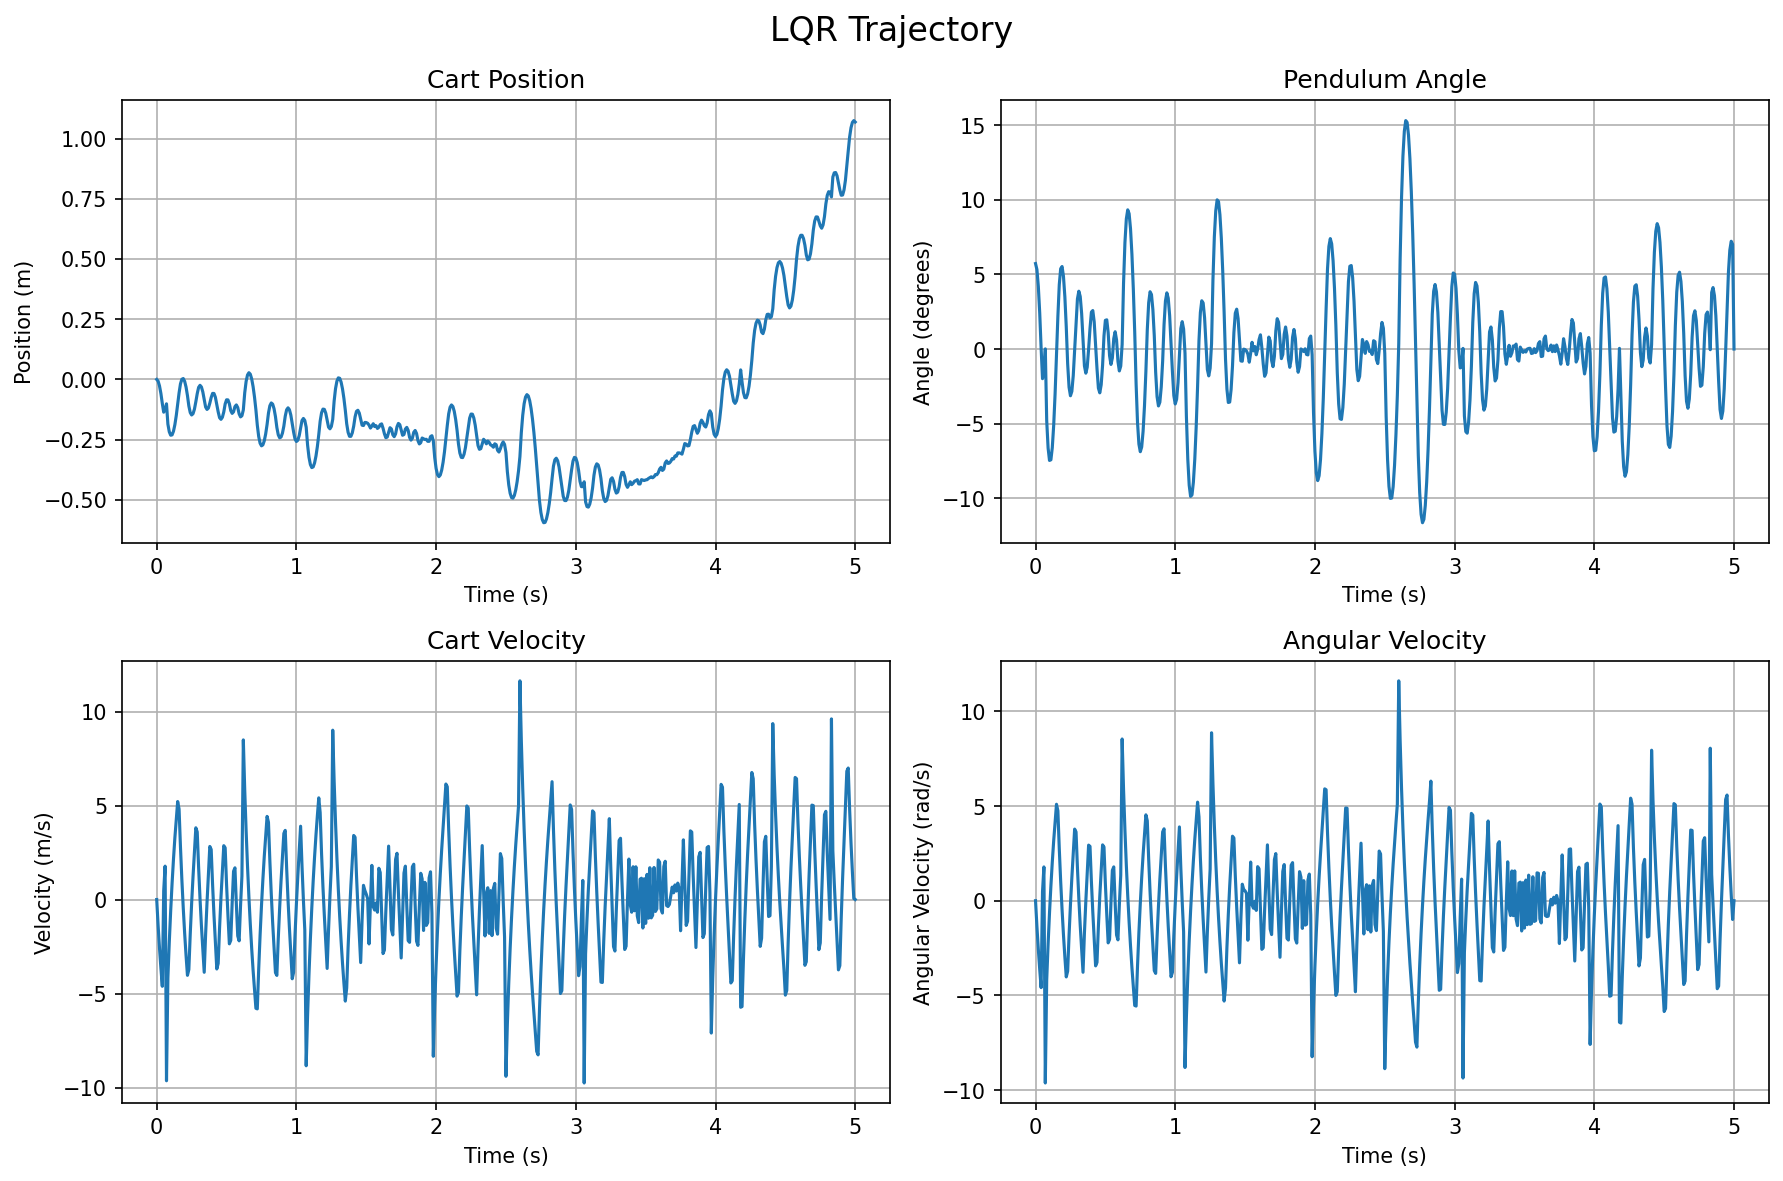 LQR Trajectory
Cart Position
Position (m)
1.00
0.75
0.50
0.25
0.00
−0.25
−0.50
0 1 2 3 4 5
Time (s)
Pendulum Angle
Angle (degrees)
15
10
5
0
−5
−10
0 1 2 3 4 5
Time (s)
Cart Velocity
Velocity (m/s)
10
5
0
−5
−10
0 1 2 3 4 5
Time (s)
Angular Velocity
Angular Velocity (rad/s)
10
5
0
−5
−10
0 1 2 3 4 5
Time (s)